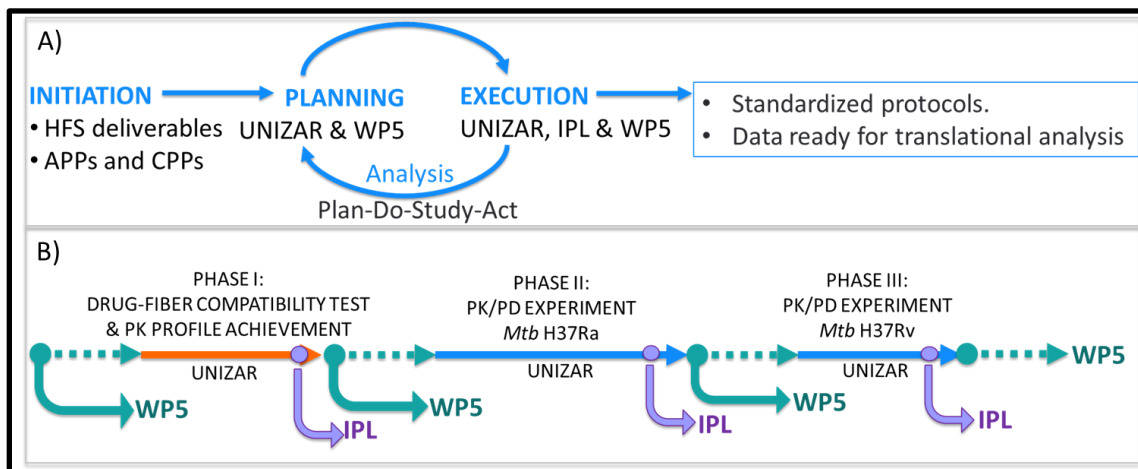 A)
INITIATION
• HFS deliverables
• APPs and CPPs
PLANNING
UNIZAR & WP5
EXECUTION
UNIZAR, IPL & WP5
Analysis
Plan-Do-Study-Act
• Standardized protocols.
• Data ready for translational analysis
B)
PHASE I:
DRUG-FIBER COMPATIBILITY TEST
& PK PROFILE ACHIEVEMENT
UNIZAR
WP5
IPL
PHASE II:
PK/PD EXPERIMENT
Mtb H37Ra
UNIZAR
WP5
IPL
PHASE III:
PK/PD EXPERIMENT
Mtb H37Rv
UNIZAR
WP5
IPL
WP5